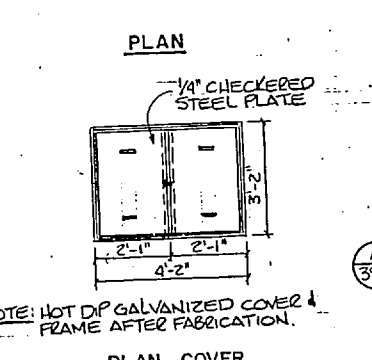 PLAN
1/4" CHECKERED
STEEL PLATE
3'-2"
2'-1" 2'-1"
4'-2"
NOTE: HOT DIP GALVANIZED COVER &
FRAME AFTER FABRICATION.
PLAN COVER